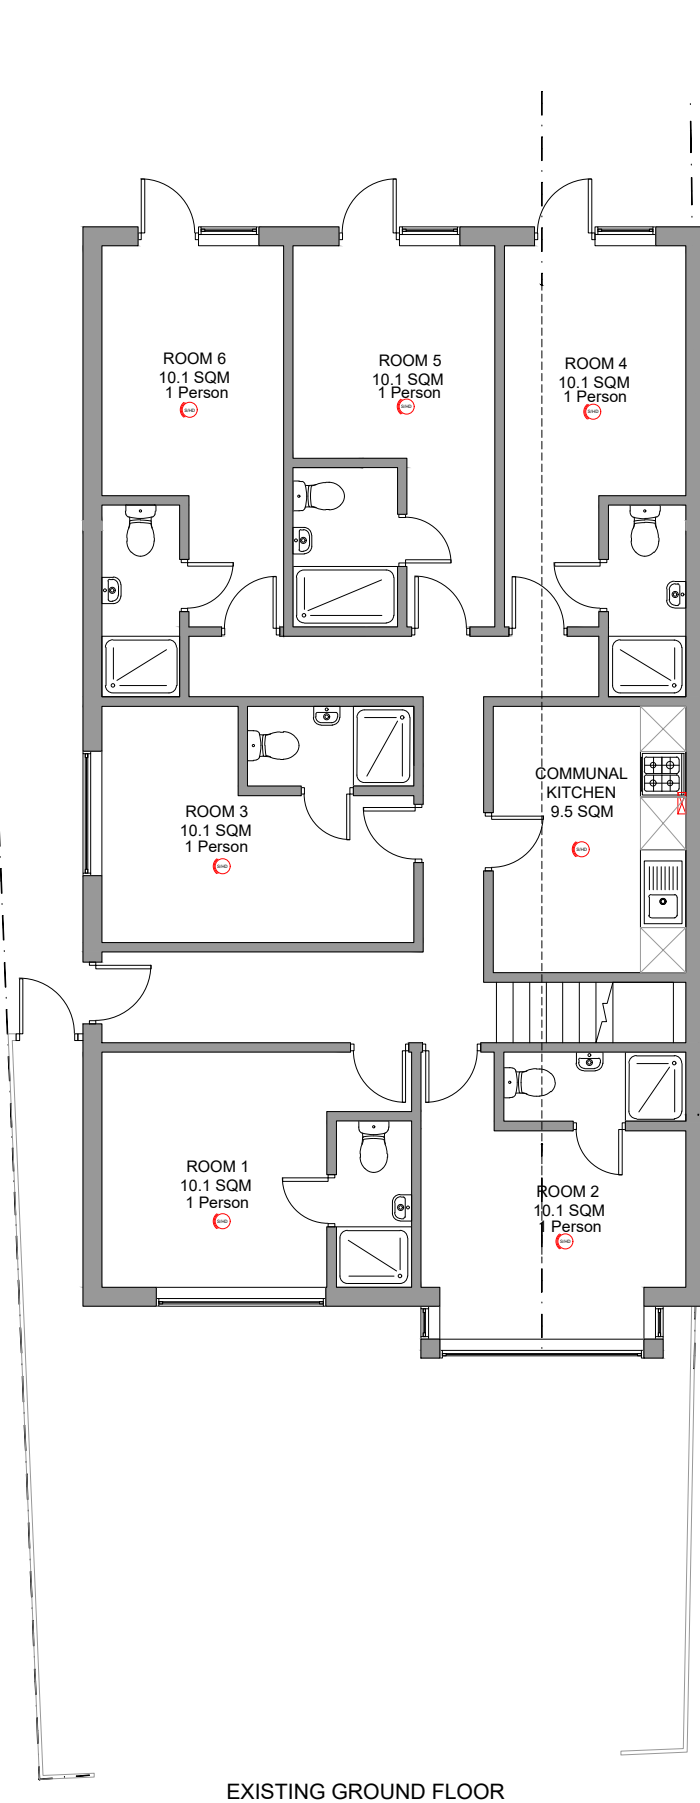 ROOM 6
10.1 SQM
1 Person
ROOM 5
10.1 SQM
1 Person
ROOM 4
10.1 SQM
1 Person
ROOM 3
10.1 SQM
1 Person
COMMUNAL
KITCHEN
9.5 SQM
ROOM 1
10.1 SQM
1 Person
ROOM 2
10.1 SQM
1 Person
EXISTING GROUND FLOOR